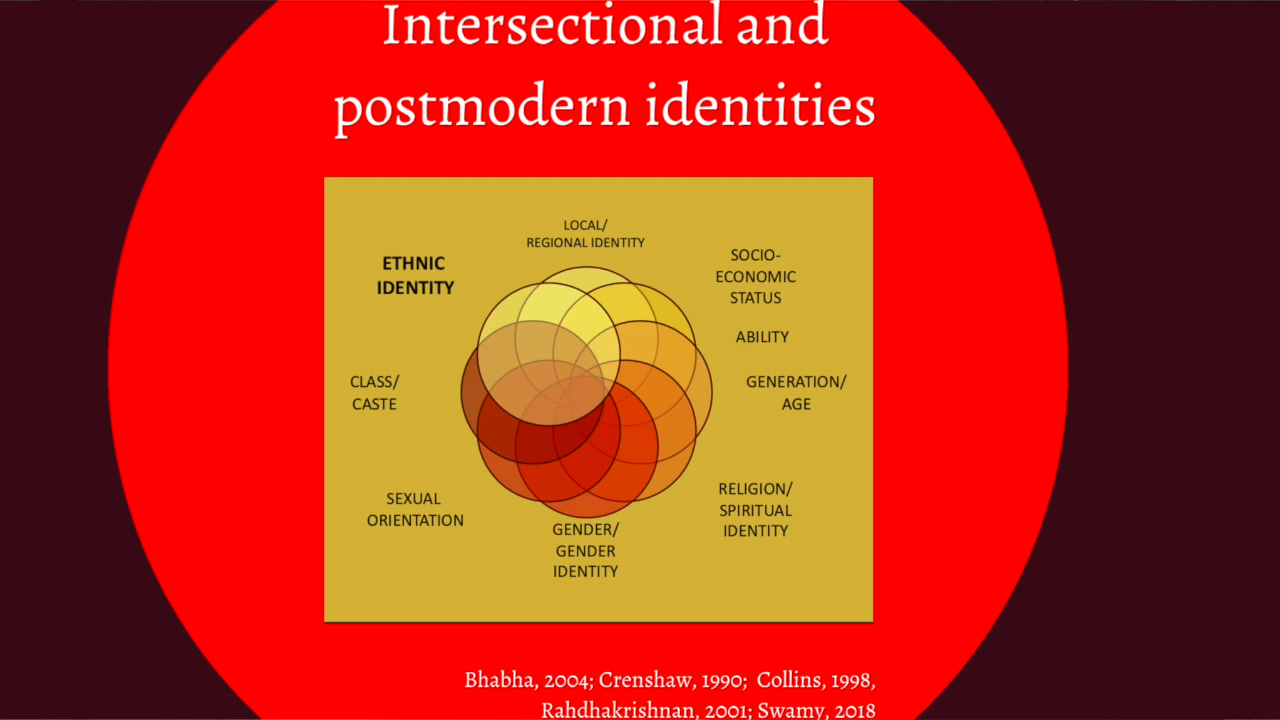 Intersectional and
postmodern identities
LOCAL/
REGIONAL IDENTITY
ETHNIC
IDENTITY
SOCIO-
ECONOMIC
STATUS
ABILITY
CLASS/
CASTE
GENERATION/
AGE
SEXUAL
ORIENTATION
RELIGION/
SPIRITUAL
IDENTITY
GENDER/
GENDER
IDENTITY
Bhabha, 2004; Crenshaw, 1990;  Collins, 1998,
Rahdhakrishnan, 2001; Swamy, 2018